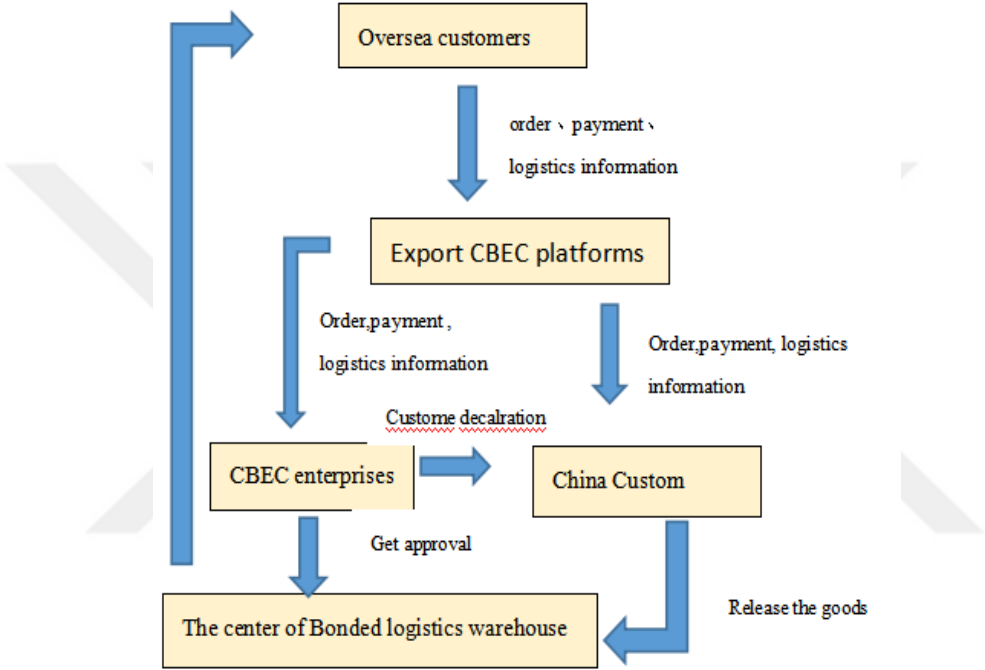 Oversea customers
order、payment、
logistics information
Export CBEC platforms
Order,payment ,
logistics information
Order,payment, logistics
information
Custome decalration
CBEC enterprises
China Custom
Get approval
Release the goods
The center of Bonded logistics warehouse